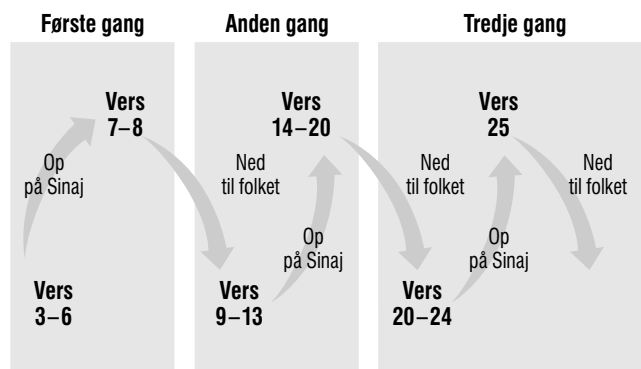 Første gang
Vers
7–8
Op
på Sinaj
Vers
3–6
Anden gang
Vers
14–20
Ned
til folket
Op
på Sinaj
Vers
9–13
Tredje gang
Vers
25
Ned
til folket
Ned
til folket
Op
på Sinaj
Vers
20–24